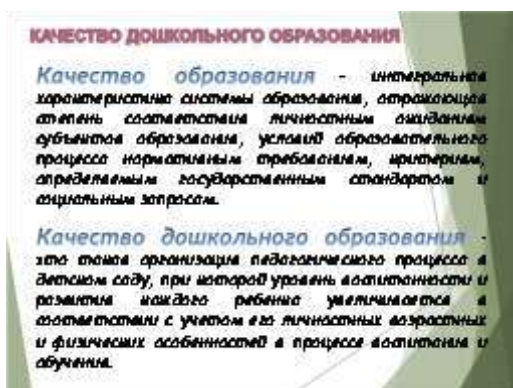 КАЧЕСТВО ДОШКОЛЬНОГО ОБРАЗОВАНИЯ
Качество образования - интегральная
характеристика системы образования, отражающая
степень соответствия личностным ожиданиям
субъектов образования, условий образовательного
процесса нормативным требованиям, критериям,
определяемым государственным стандартом и
социальным запросам.
Качество дошкольного образования -
это такая организация педагогического процесса в
детском саду, при которой уровень воспитанности и
развития каждого ребенка увеличивается в
соответствии с учетом его личностных возрастных
и физических особенностей в процессе воспитания и
обучения.